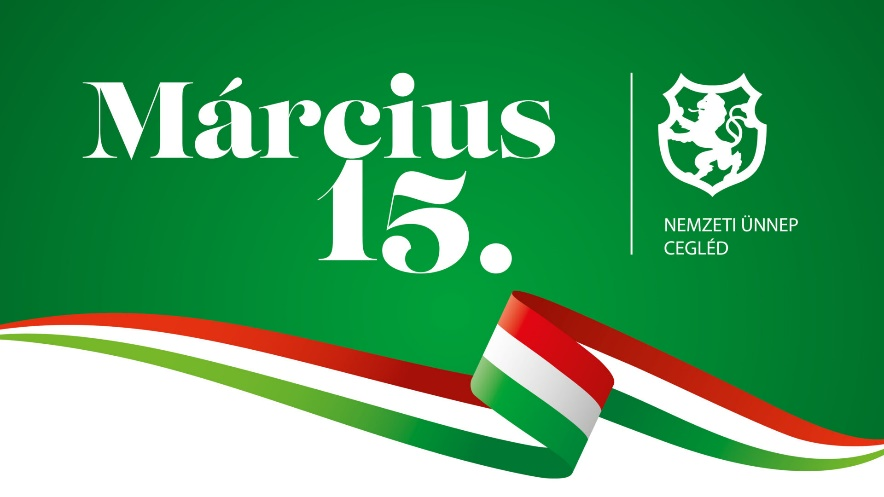 Március
15.
NEMZETI ÜNNEP
CEGLÉD